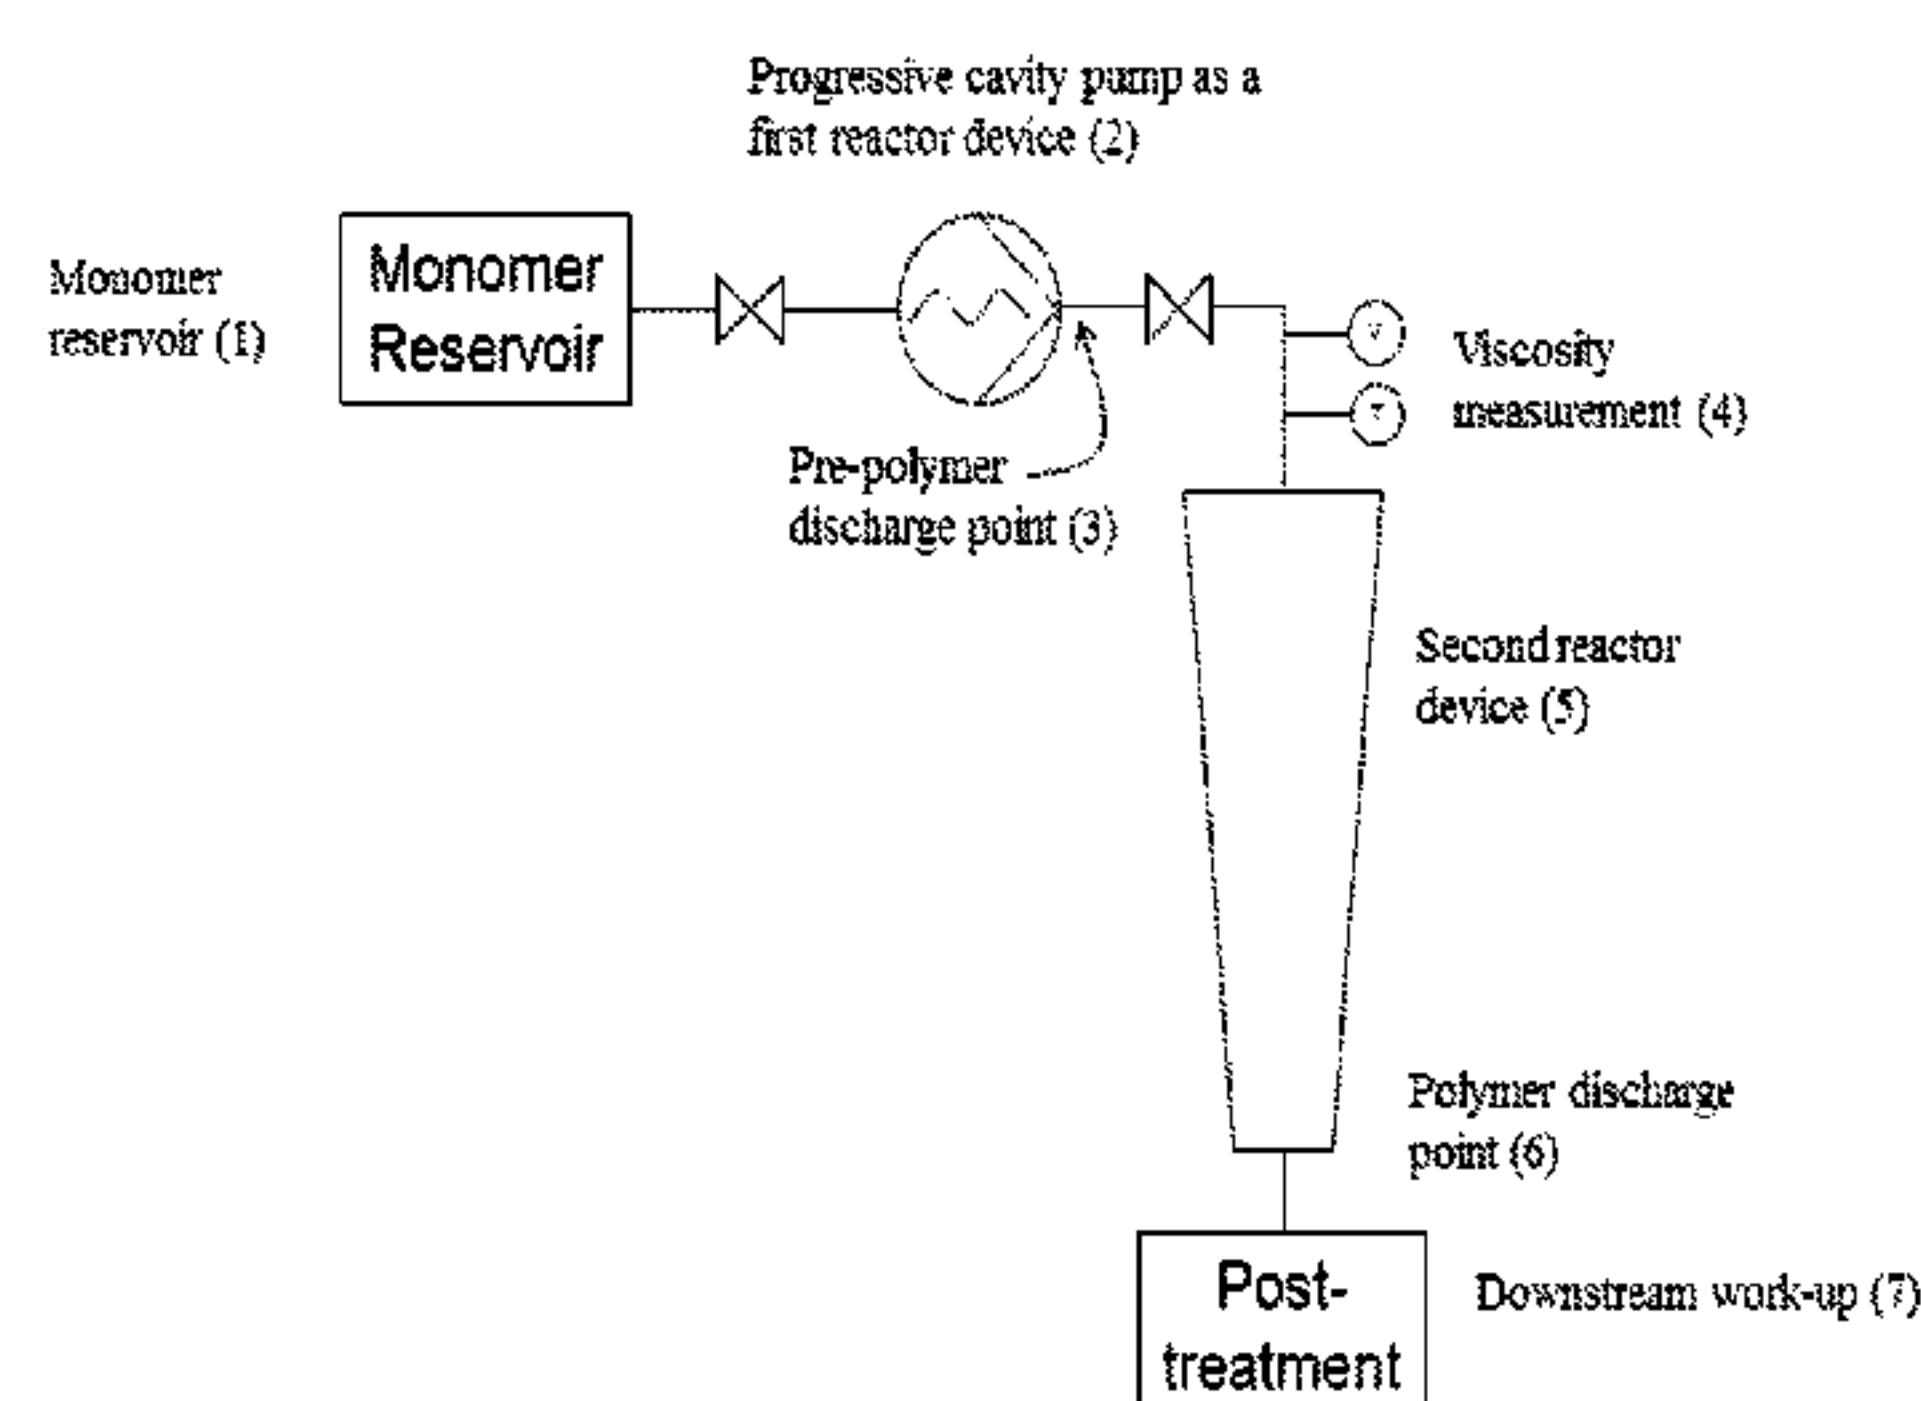 Progressive cavity pump as a
first reactor device (2)
Monomer
reservoir (1)
Monomer
Reservoir
V
Viscosity
measurement (4)
Pre-polymer
discharge point (3)
Second reactor
device (5)
Polymer discharge
point (6)
Post-
treatment
Downstream work-up (7)